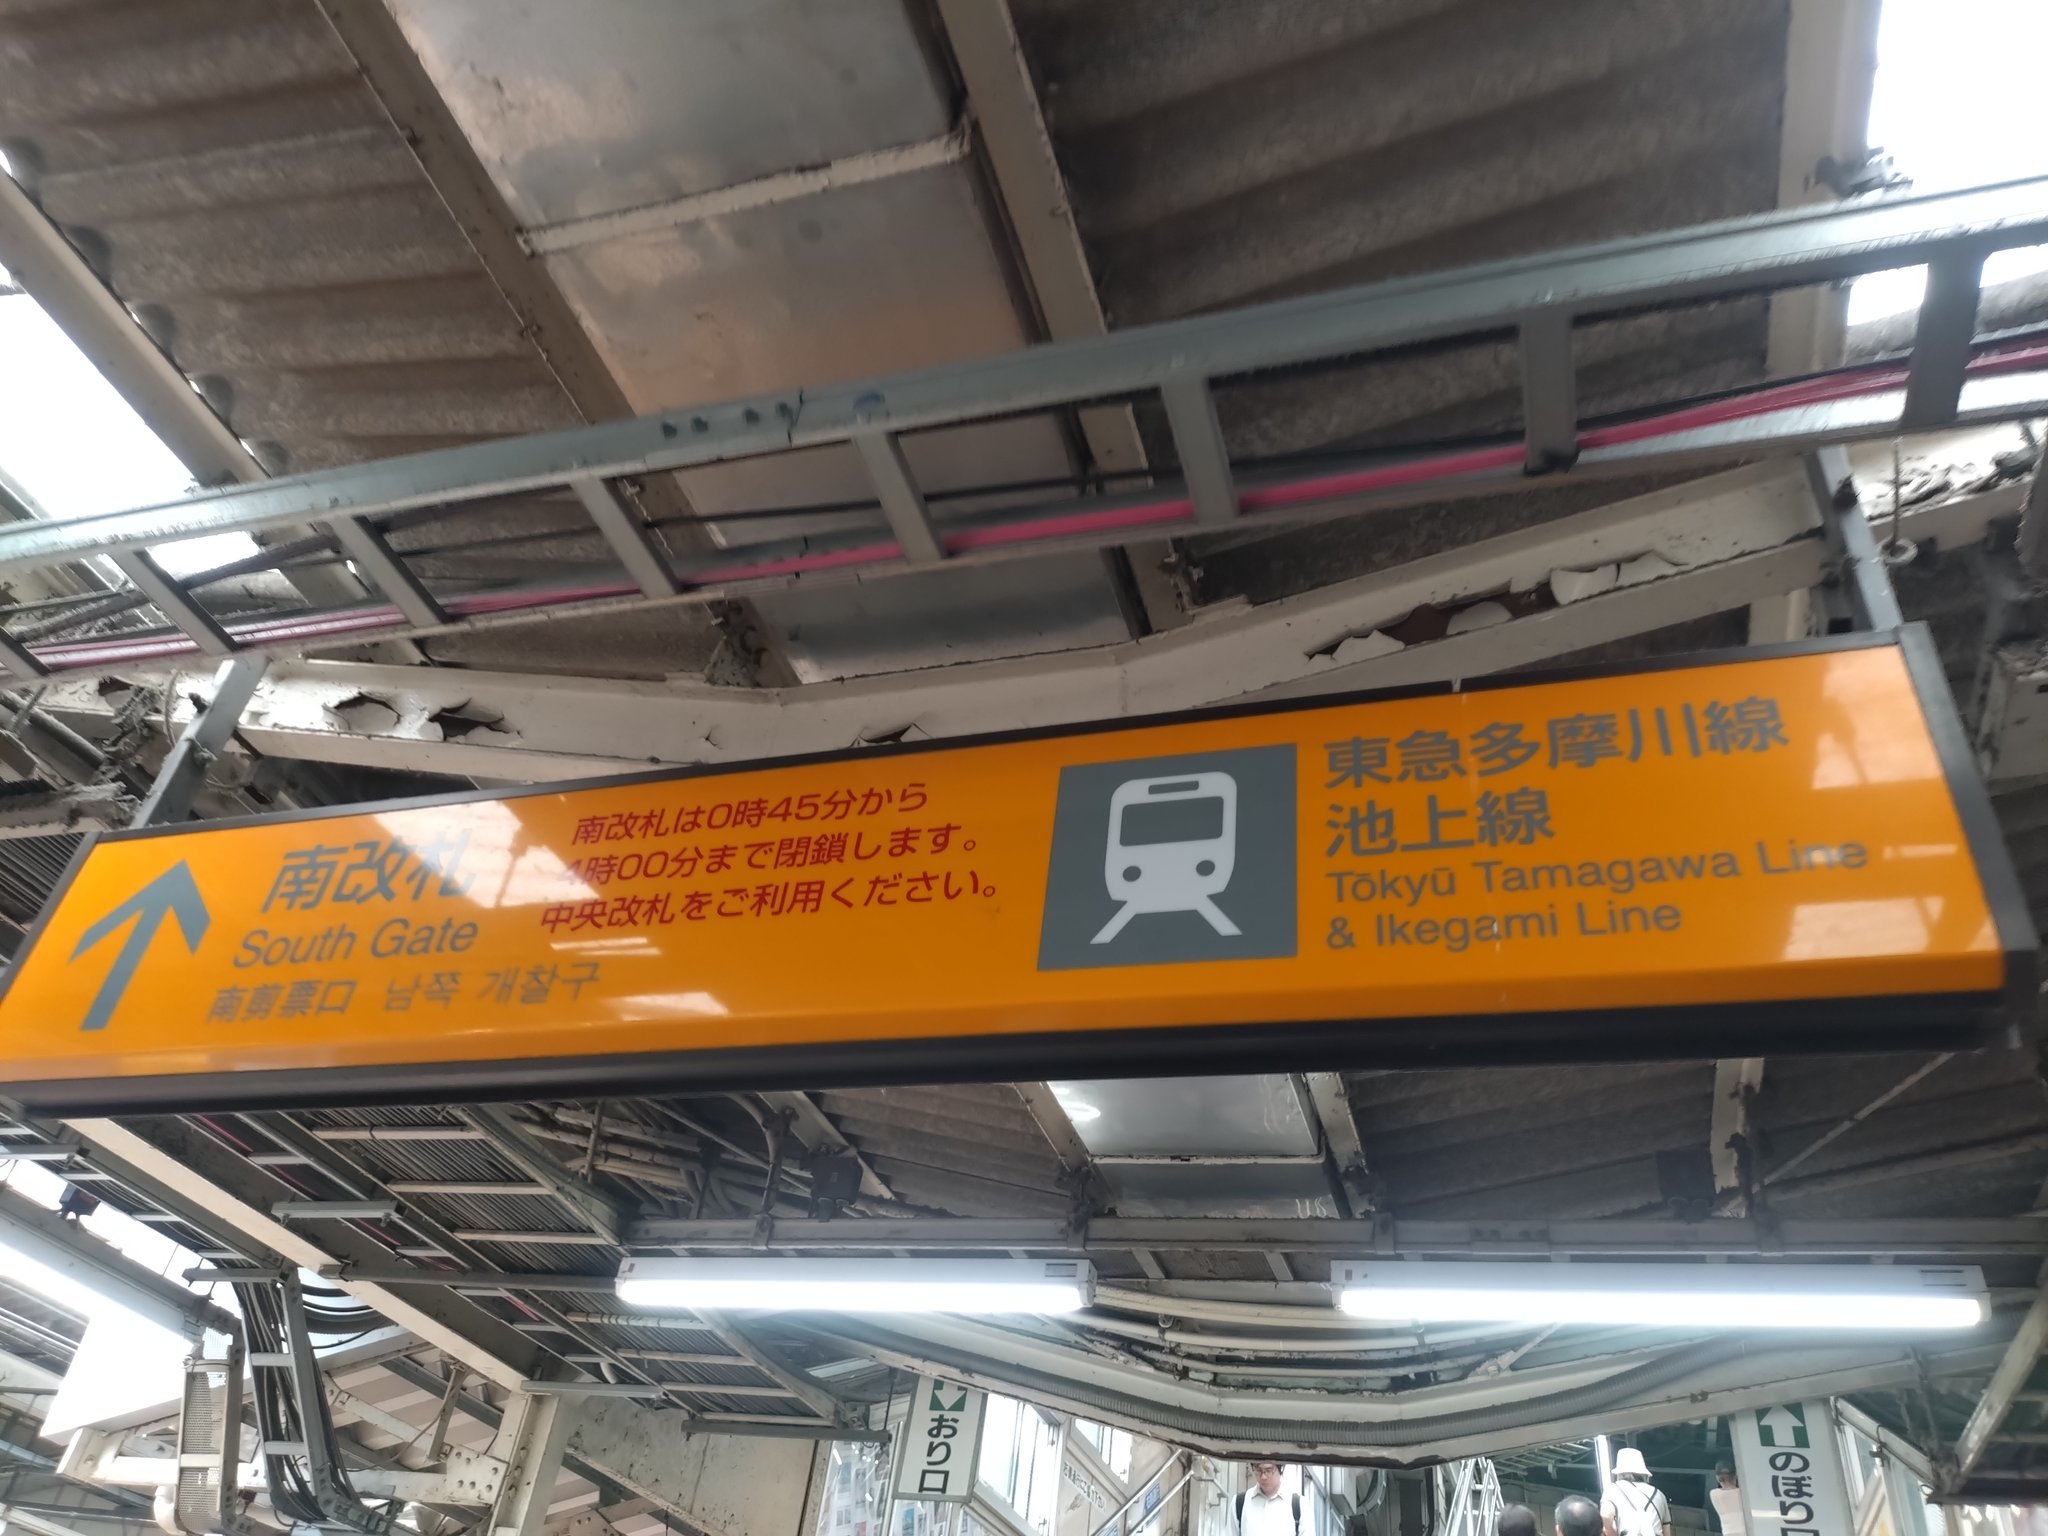 南改札
South Gate
南剪票口 남쪽 개찰구
南改札は0時45分から
4時00分まで閉鎖します。
中央改札をご利用ください。
東急多摩川線
池上線
Tōkyū Tamagawa Line
& Ikegami Line
おり口
のぼり口